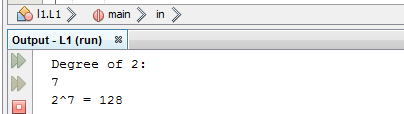 l1.L1 main in
Output - L1 (run)
Degree of 2:
7
2^7 = 128